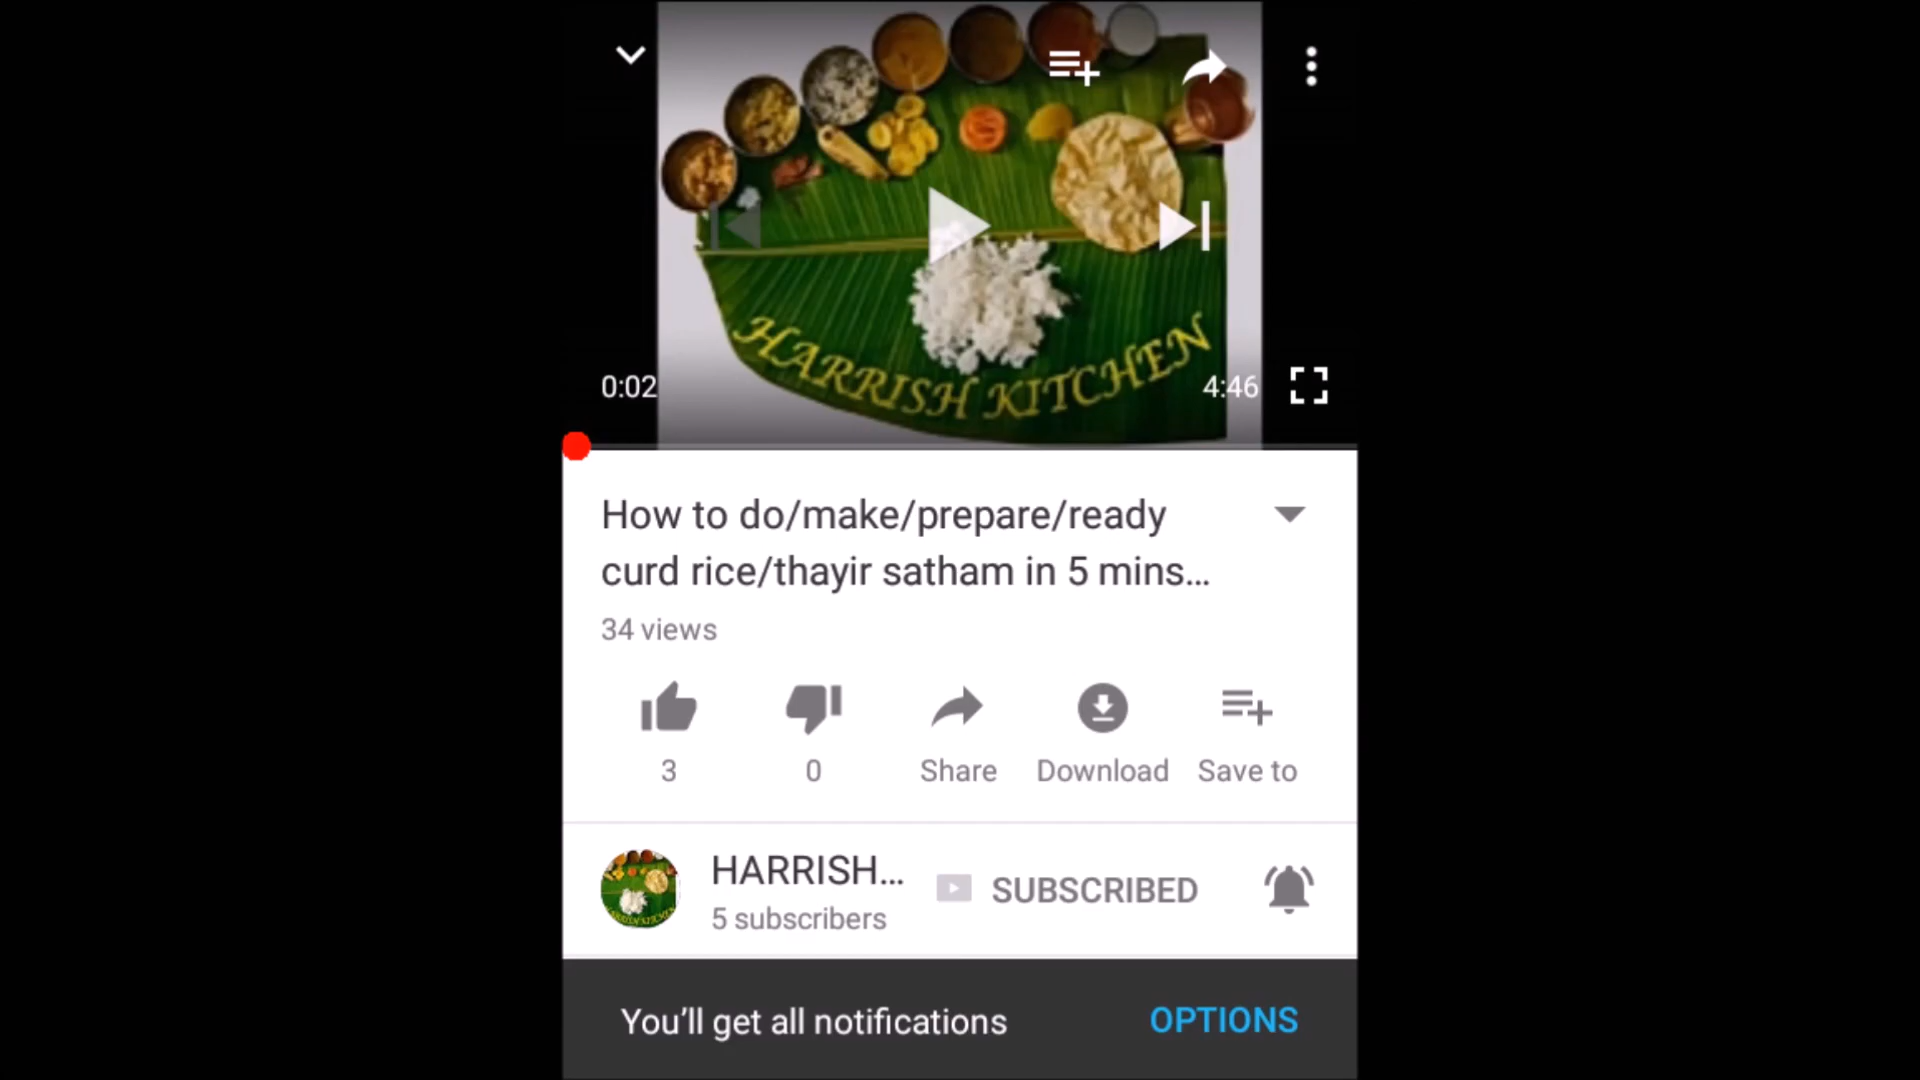 HARRISH KITCHEN
0:02
4:46
How to do/make/prepare/ready
curd rice/thayir satham in 5 mins...
34 views
3
0
Share
Download
Save to
HARRISH...
SUBSCRIBED
5 subscribers
You'll get all notifications
OPTIONS